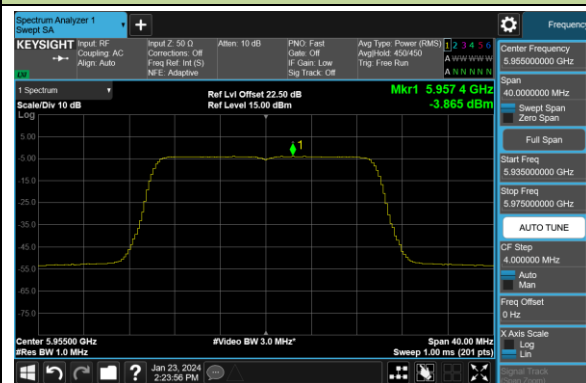 Spectrum Analyzer 1
Swept SA
Frequency
KEYSIGHT
Input: RF
Coupling: AC
Align: Auto
Input Z: 50 Ω
Corrections: Off
Freq Ref: Int (S)
NFE: Adaptive
Atten: 10 dB
PNO: Fast
Gate: Off
IF Gain: Low
Sig Track: Off
Avg Type: Power (RMS)
Avg|Hold: 450/450
Trig: Free Run
1 2 3 4 5 6
A W W W W W
A N N N N N
1 Spectrum
Scale/Div 10 dB
Ref Lvl Offset 22.50 dB
Ref Level 15.00 dBm
Mkr1 5.957 4 GHz
-3.865 dBm
Log
5.00
-5.00
-15.0
-25.0
-35.0
-45.0
-55.0
-65.0
-75.0
1
Center 5.95500 GHz
#Res BW 1.0 MHz
#Video BW 3.0 MHz*
Span 40.00 MHz
Sweep 1.00 ms (201 pts)
Center Frequency
5.955000000 GHz
Span
40.0000000 MHz
Swept Span
Zero Span
Full Span
Start Freq
5.935000000 GHz
Stop Freq
5.975000000 GHz
AUTO TUNE
CF Step
4.000000 MHz
Auto
Man
Freq Offset
0 Hz
X Axis Scale
Log
Lin
Signal Track
Jan 23, 2024
2:23:56 PM